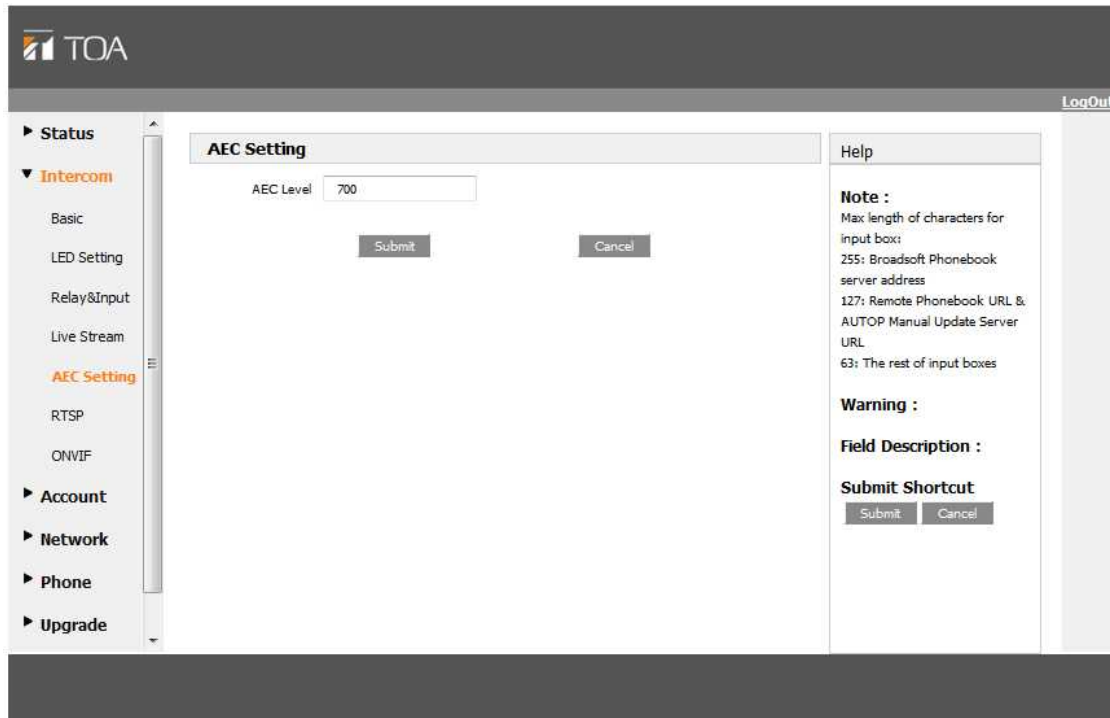 TOA
LogOut
Status
Intercom
Basic
LED Setting
Relay&Input
Live Stream
AEC Setting
RTSP
ONVIF
Account
Network
Phone
Upgrade
AEC Setting
AEC Level 700
Submit Cancel
Help
Note :
Max length of characters for
input box:
255: Broadsoft Phonebook
server address
127: Remote Phonebook URL &
AUTOP Manual Update Server
URL
63: The rest of input boxes
Warning :
Field Description :
Submit Shortcut
Submit Cancel